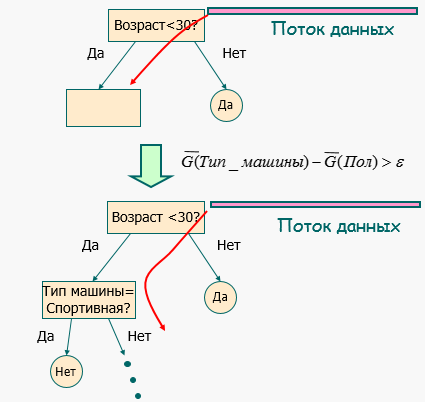 Возраст<30?
Поток данных
Да
Нет
Да
G(Тип_машины) – G(Пол) > ε
Возраст <30?
Поток данных
Да
Нет
Тип машины=
Спортивная?
Да
Да
Нет
Нет